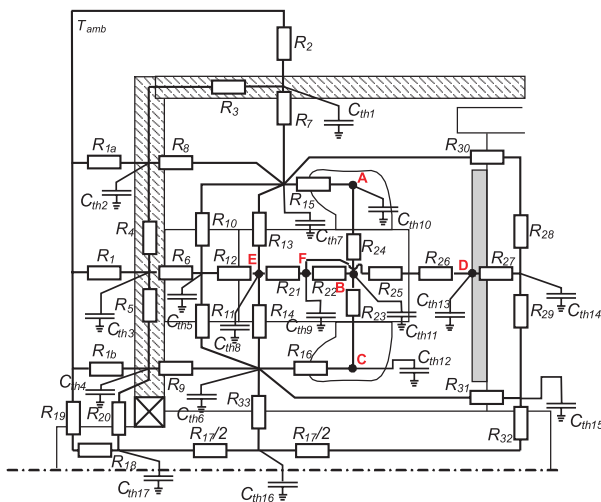 T_amb
R_2
R_3
C_th1
R_7
R_1a
R_8
R_30
C_th2
R_15
A
R_10
C_th7
C_th10
R_4
R_13
R_24
R_28
R_1
R_6
R_12
E
F
R_26
D
R_27
R_21
R_22
B
R_25
R_5
C_th3
C_th5
R_11
C_th8
R_14
C_th9
R_23
C_th11
C_th13
R_29
C_th14
R_1b
R_16
C
C_th12
C_th4
R_9
R_31
R_19
R_20
C_th6
R_33
C_th15
R_32
R_17/2
R_17/2
R_18
C_th17
C_th16